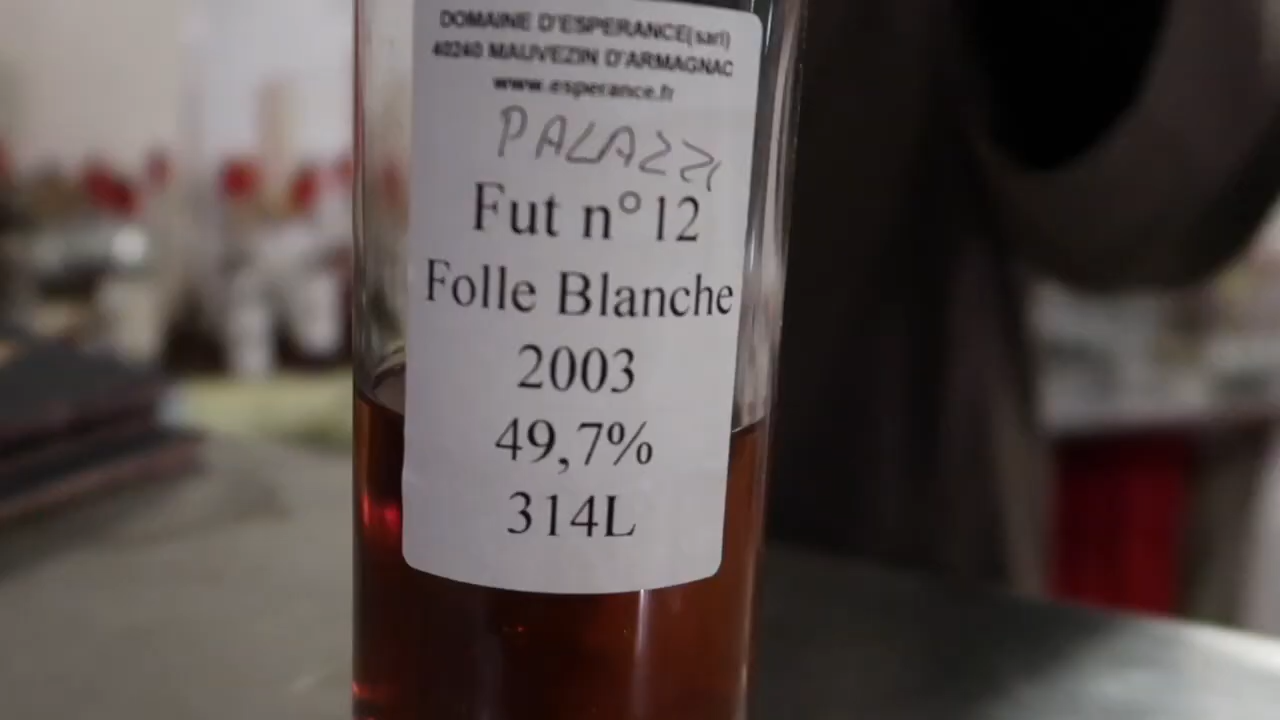 DOMAINE D'ESPERANCE(sarl)
40240 MAUVEZIN D'ARMAGNAC
www.esperance.fr
PALAZZI
Fut n°12
Folle Blanche
2003
49,7%
314L